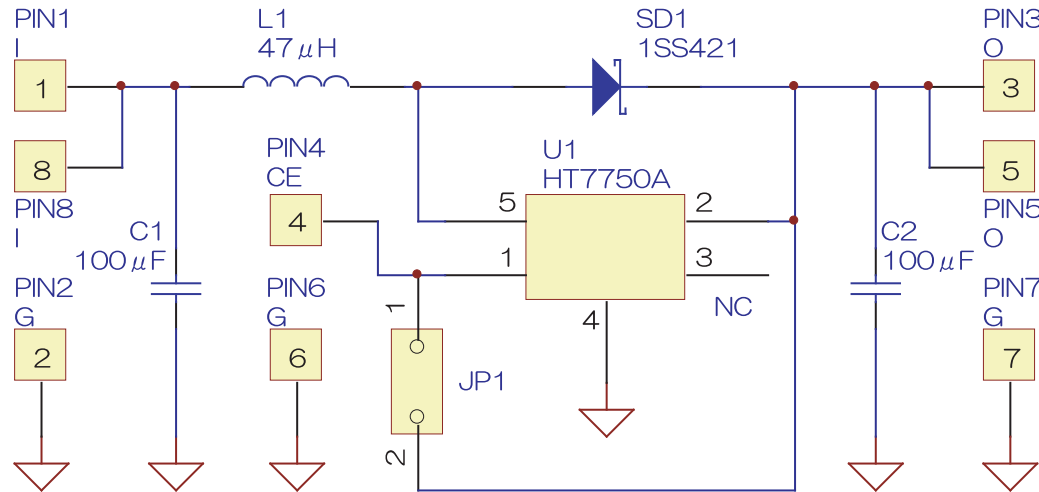 PIN1
I
1
8
PIN8
I
PIN2
G
2
L1
47μH
C1
100μF
PIN4
CE
4
PIN6
G
6
SD1
1SS421
U1
HT7750A
5
1
2
3
4
NC
1
JP1
2
C2
100μF
PIN3
O
3
5
PIN5
O
PIN7
G
7